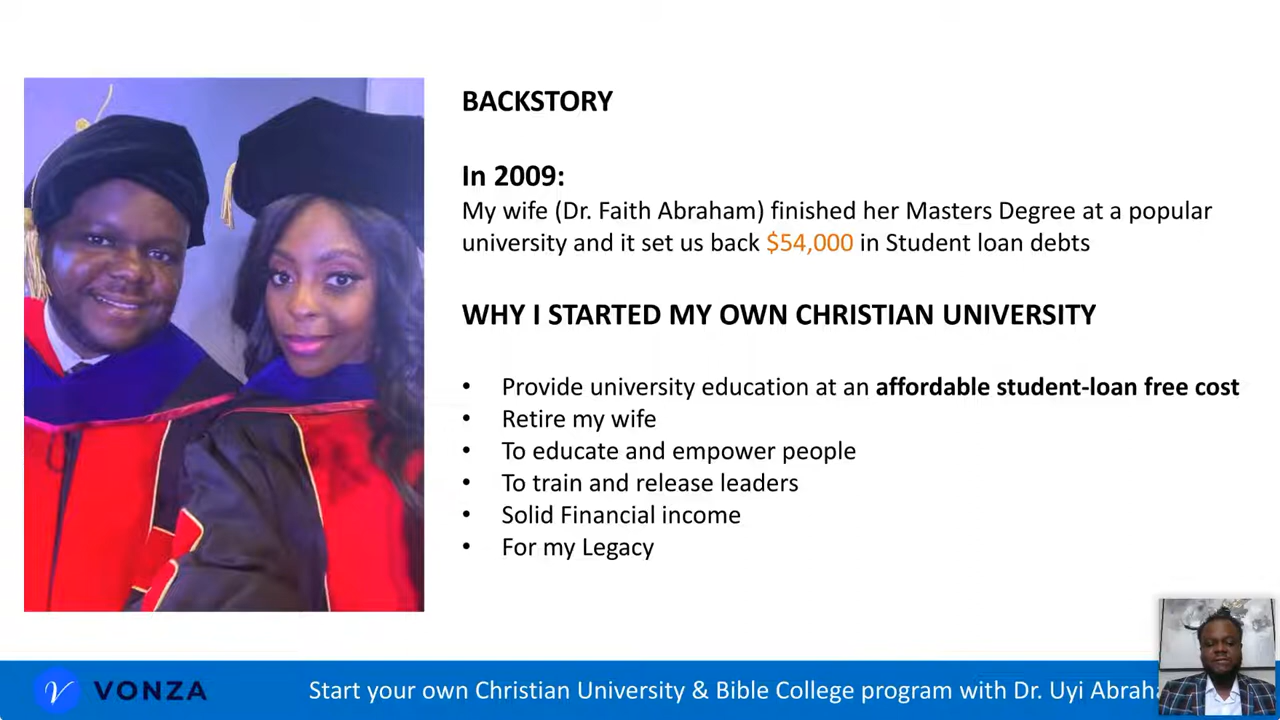 BACKSTORY
In 2009:
My wife (Dr. Faith Abraham) finished her Masters Degree at a popular
university and it set us back $54,000 in Student loan debts
WHY I STARTED MY OWN CHRISTIAN UNIVERSITY
• Provide university education at an affordable student-loan free cost
• Retire my wife
• To educate and empower people
• To train and release leaders
• Solid Financial income
• For my Legacy
VONZA
Start your own Christian University & Bible College program with Dr. Uyi